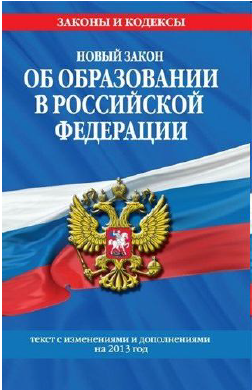 ЗАКОНЫ И КОДЕКСЫ
НОВЫЙ ЗАКОН
ОБ ОБРАЗОВАНИИ
В РОССИЙСКОЙ
ФЕДЕРАЦИИ
ТЕКСТ С ИЗМЕНЕНИЯМИ И ДОПОЛНЕНИЯМИ
НА 2013 ГОД